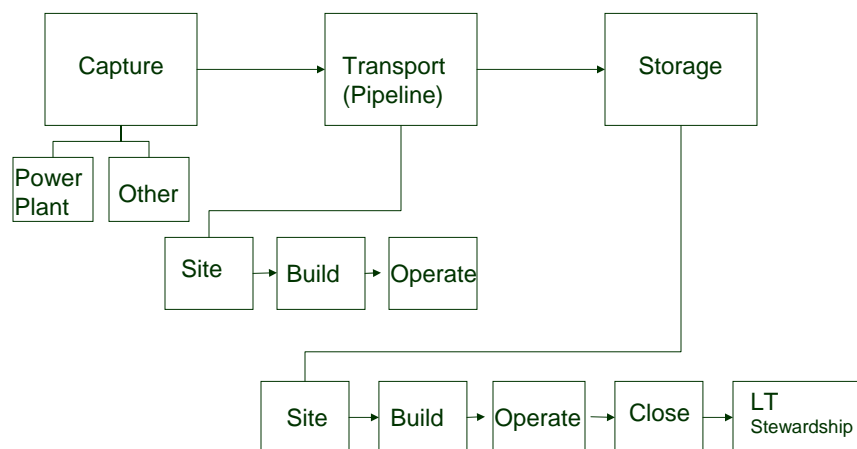 Capture
Transport
(Pipeline)
Storage
Power
Plant
Other
Site
Build
Operate
Site
Build
Operate
Close
LT
Stewardship